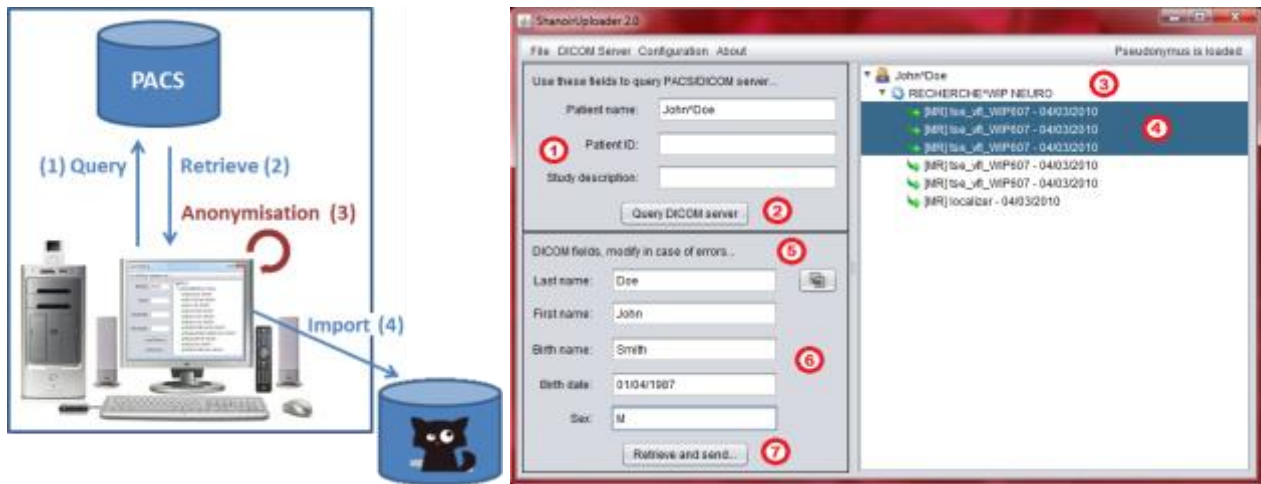 PACS
(1) Query
Retrieve (2)
Anonymisation (3)
Import (4)
ShanoirUploader 2.0
File DICOM Server Configuration About
Pseudonymus is loaded
Use these fields to query PACS/DICOM server...
Patient name: John^Doe
1
Patient ID:
Study description:
Query DICOM server
2
DICOM fields, modify in case of errors...
5
Last name: Doe
First name: John
Birth name: Smith
6
Birth date: 01/04/1987
Sex: M
Retrieve and send...
7
John^Doe
3
RECHERCHE^WIP NEURO
[MR] tse_vfl_WIP607 - 04/03/2010
[MR] tse_vfl_WIP607 - 04/03/2010
4
[MR] tse_vfl_WIP607 - 04/03/2010
[MR] tse_vfl_WIP607 - 04/03/2010
[MR] tse_vfl_WIP607 - 04/03/2010
[MR] localizer - 04/03/2010